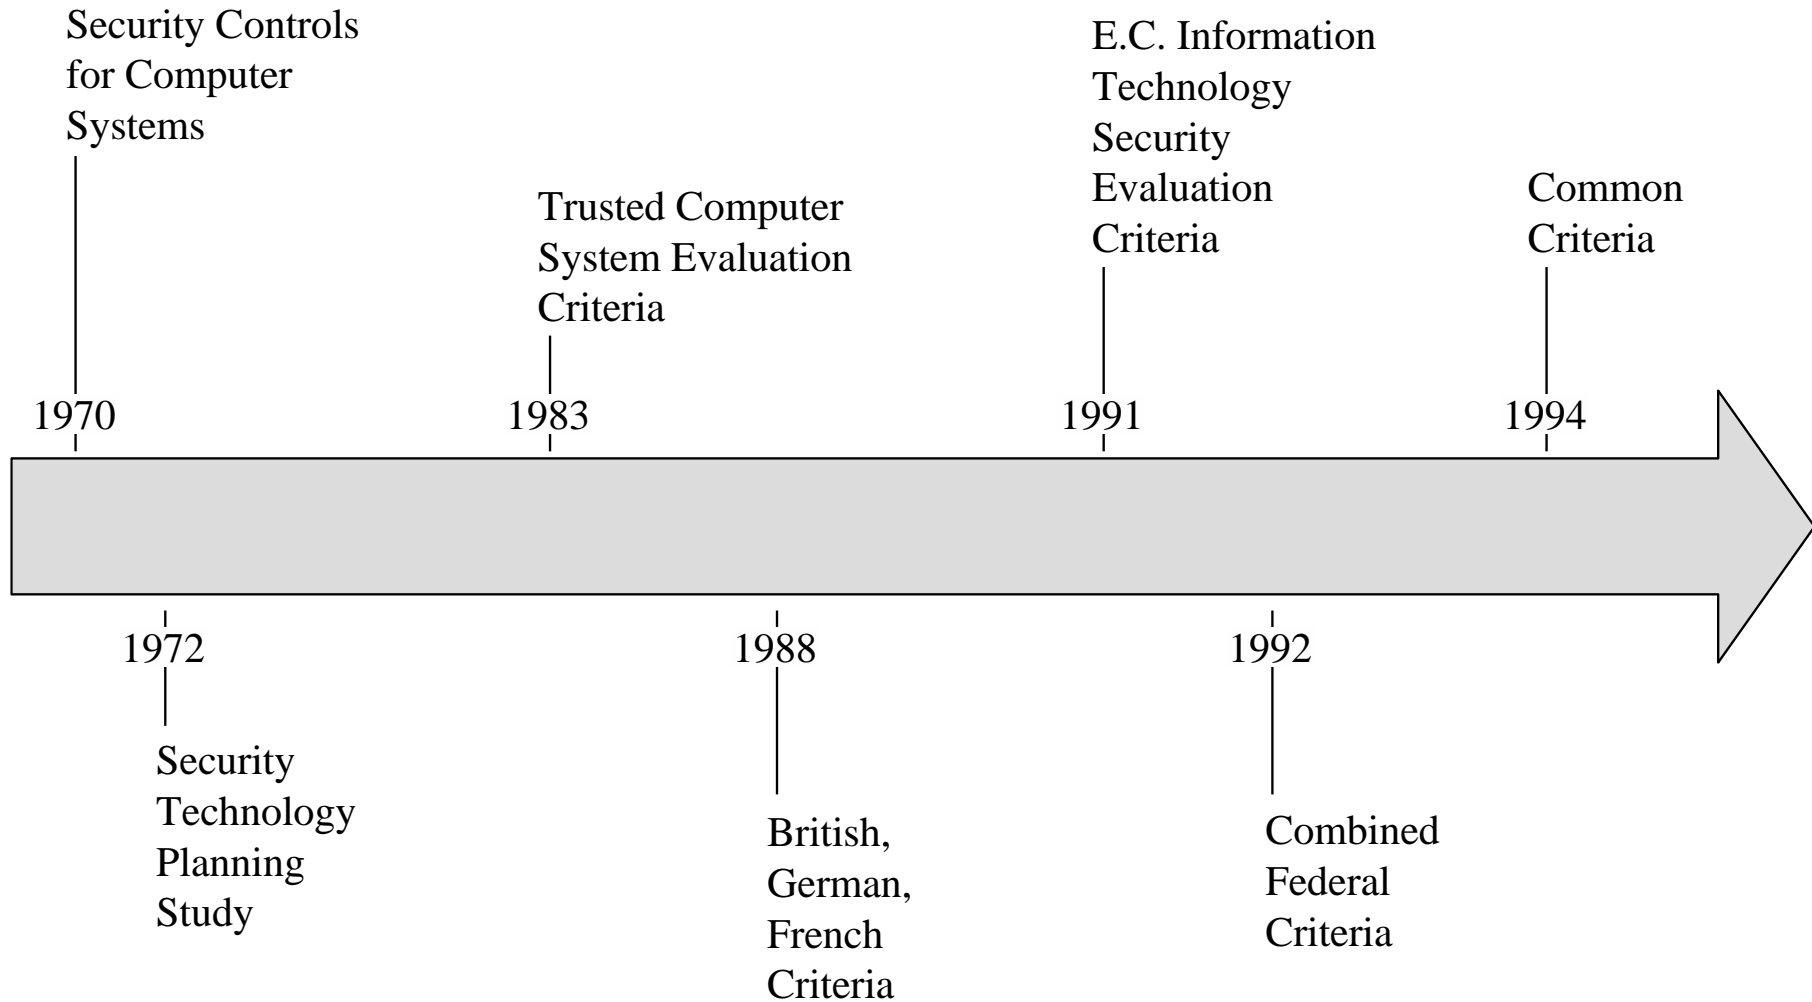 Security Controls
for Computer
Systems
1970
Trusted Computer
System Evaluation
Criteria
1983
E.C. Information
Technology
Security
Evaluation
Criteria
1991
Common
Criteria
1994
1972
Security
Technology
Planning
Study
1988
British,
German,
French
Criteria
1992
Combined
Federal
Criteria